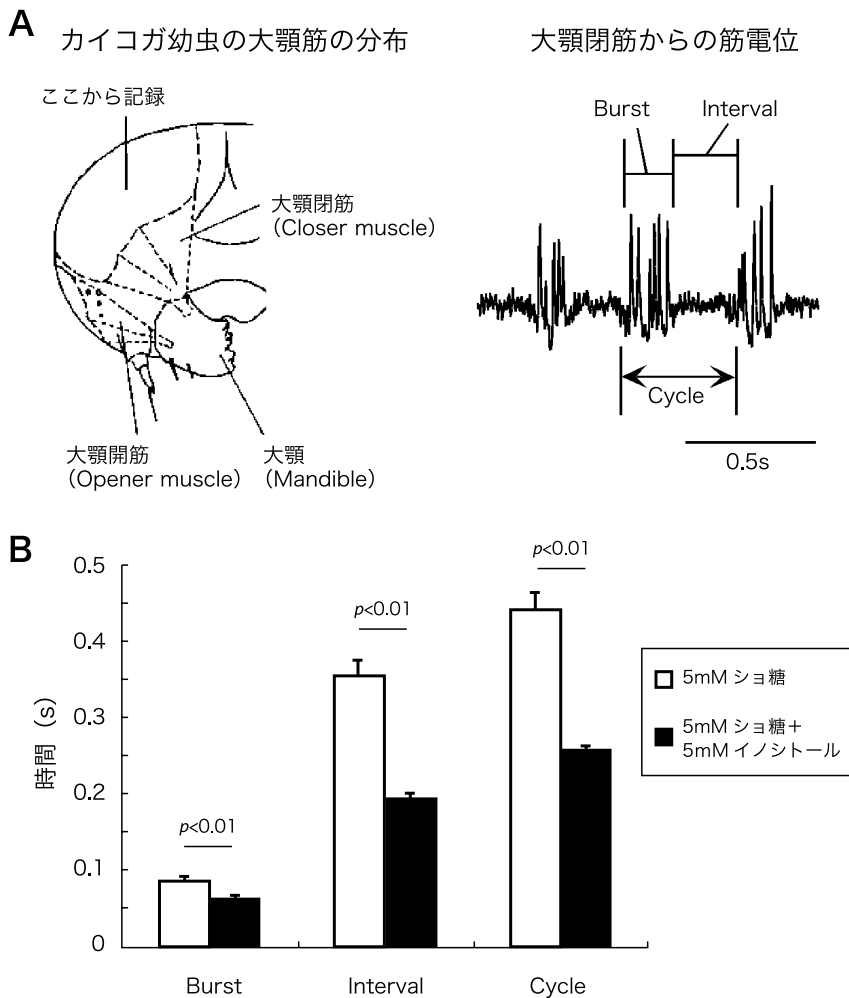 A
カイコガ幼虫の大顎筋の分布
大顎閉筋からの筋電位
ここから記録
大顎閉筋
（Closer muscle）
大顎開筋
（Opener muscle）
大顎
（Mandible）
Burst
Interval
Cycle
0.5s
B
時間（s）
0.5
0.4
0.3
0.2
0.1
0
p<0.01
p<0.01
p<0.01
Burst
Interval
Cycle
5mM ショ糖
5mM ショ糖＋
5mM イノシトール